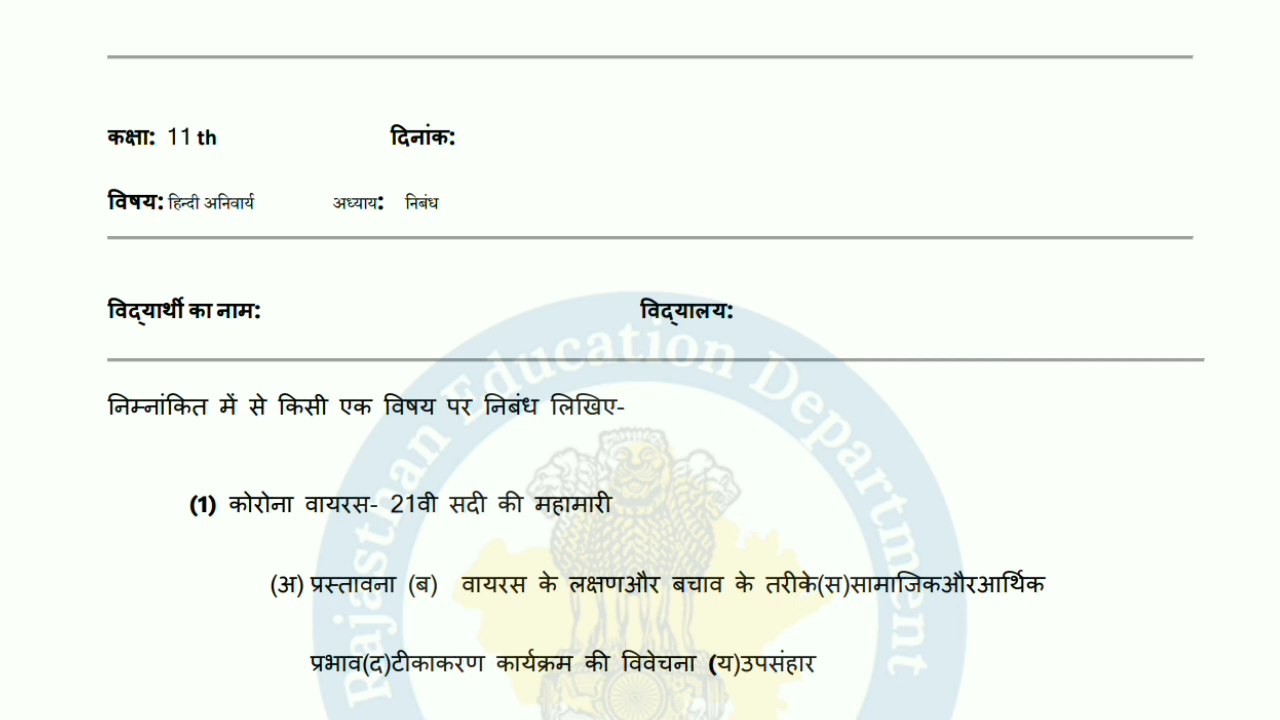 कक्षा: 11 th दिनांक:
विषय: हिन्दी अनिवार्य अध्याय: निबंध
विद्यार्थी का नाम: विद्यालय:
निम्नांकित में से किसी एक विषय पर निबंध लिखिए-
(1) कोरोना वायरस- 21वी सदी की महामारी
(अ) प्रस्तावना (ब) वायरस के लक्षणऔर बचाव के तरीके(स)सामाजिकऔरआर्थिक
प्रभाव(द)टीकाकरण कार्यक्रम की विवेचना (य)उपसंहार
Rajasthan Education Department